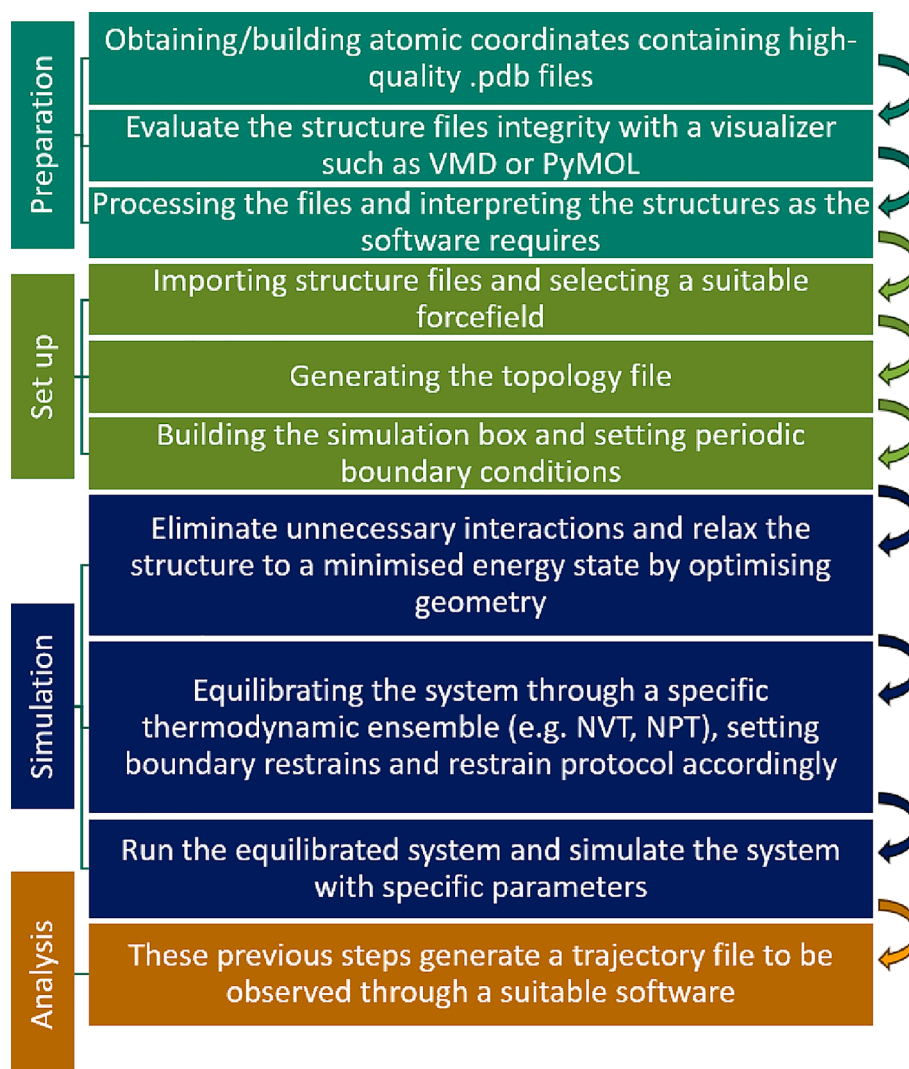 Preparation
Obtaining/building atomic coordinates containing high-
quality .pdb files
Evaluate the structure files integrity with a visualizer
such as VMD or PyMOL
Processing the files and interpreting the structures as the
software requires
Set up
Importing structure files and selecting a suitable
forcefield
Generating the topology file
Building the simulation box and setting periodic
boundary conditions
Simulation
Eliminate unnecessary interactions and relax the
structure to a minimised energy state by optimising
geometry
Equilibrating the system through a specific
thermodynamic ensemble (e.g. NVT, NPT), setting
boundary restrains and restrain protocol accordingly
Run the equilibrated system and simulate the system
with specific parameters
Analysis
These previous steps generate a trajectory file to be
observed through a suitable software